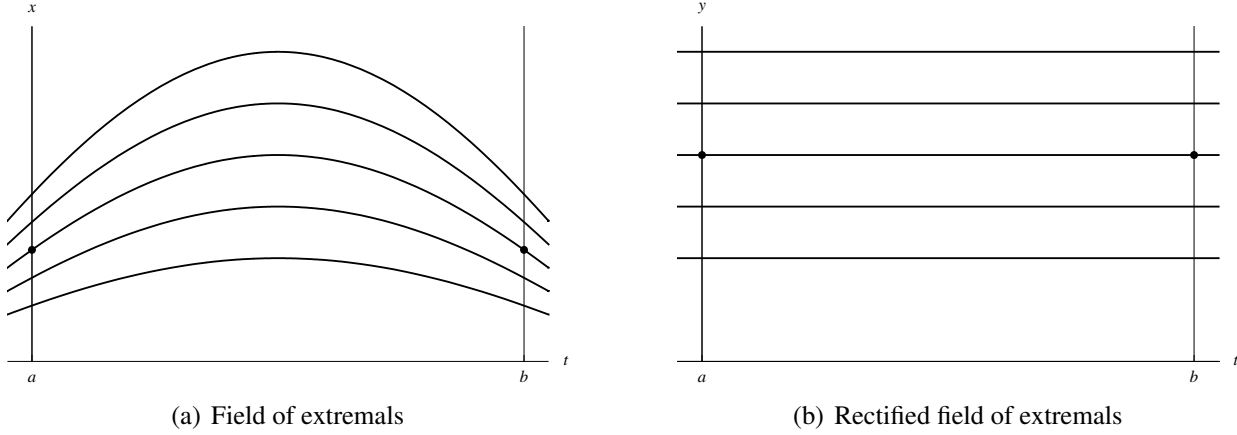 x
t
a
b
(a) Field of extremals
y
t
a
b
(b) Rectified field of extremals